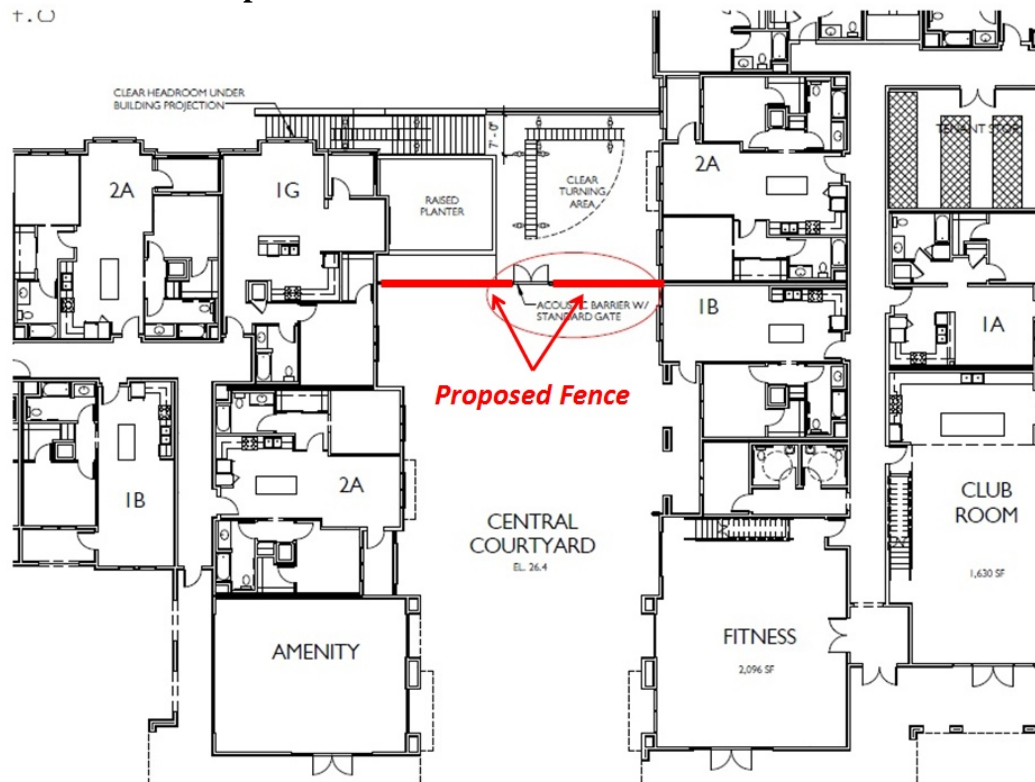 CLEAR HEADROOM UNDER
BUILDING PROJECTION
7' - 0"
2A
1G
RAISED
PLANTER
CLEAR
TURNING
AREA
2A
TENANT STOR
ACOUSTIC BARRIER W/
STANDARD GATE
1B
1A
Proposed Fence
1B
2A
CENTRAL
COURTYARD
EL. 26.4
CLUB
ROOM
1,630 SF
AMENITY
FITNESS
2,096 SF